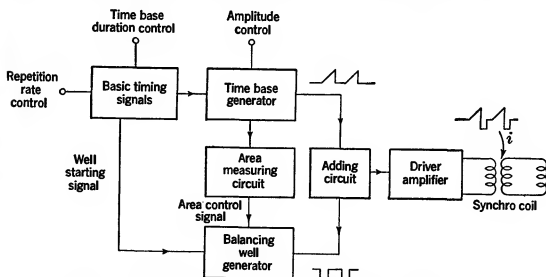 Time base
duration control
Amplitude
control
Repetition
rate
control
Basic timing
signals
Time base
generator
Well
starting
signal
Area
measuring
circuit
Adding
circuit
Driver
amplifier
i
Synchro coil
Area control
signal
Balancing
well
generator